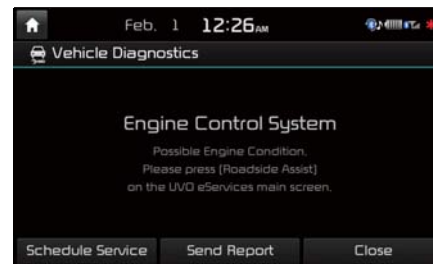 Feb. 1 12:26AM
Vehicle Diagnostics
Engine Control System
Possible Engine Condition.
Please press [Roadside Assist]
on the UVO eServices main screen.
Schedule Service Send Report Close